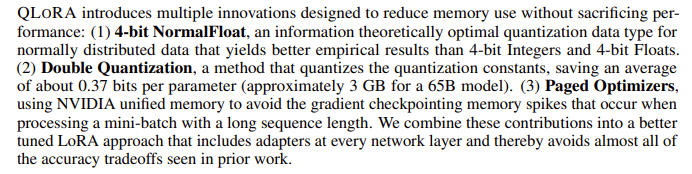 QLORA introduces multiple innovations designed to reduce memory use without sacrificing per-
formance: (1) 4-bit NormalFloat, an information theoretically optimal quantization data type for
normally distributed data that yields better empirical results than 4-bit Integers and 4-bit Floats.
(2) Double Quantization, a method that quantizes the quantization constants, saving an average
of about 0.37 bits per parameter (approximately 3 GB for a 65B model). (3) Paged Optimizers,
using NVIDIA unified memory to avoid the gradient checkpointing memory spikes that occur when
processing a mini-batch with a long sequence length. We combine these contributions into a better
tuned LoRA approach that includes adapters at every network layer and thereby avoids almost all of
the accuracy tradeoffs seen in prior work.